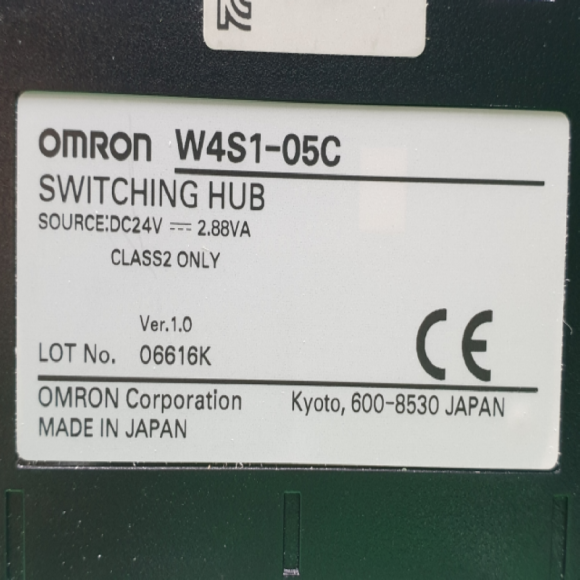 OMRON W4S1-05C
SWITCHING HUB
SOURCE:DC24V ⎓ 2.88VA
CLASS2 ONLY
Ver.1.0
LOT No. 06616K
CE
OMRON Corporation Kyoto, 600-8530 JAPAN
MADE IN JAPAN